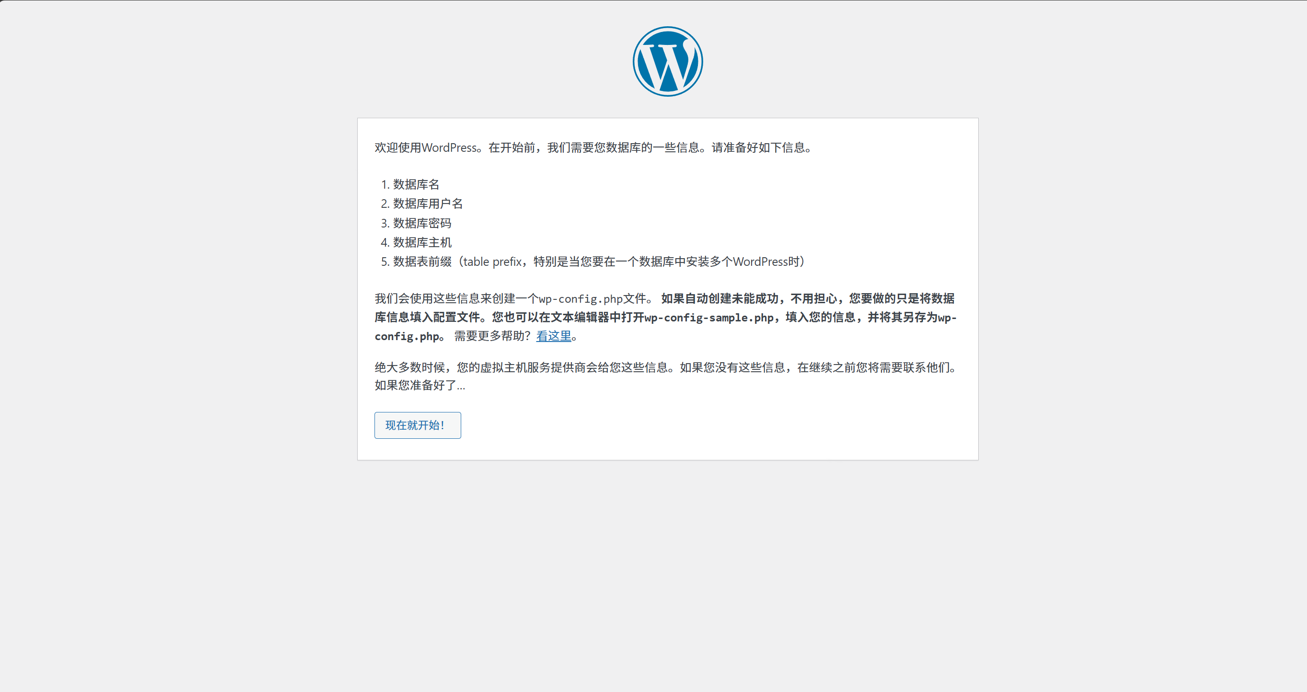 欢迎使用WordPress。在开始前，我们需要您数据库的一些信息。请准备好如下信息。
1. 数据库名
2. 数据库用户名
3. 数据库密码
4. 数据库主机
5. 数据表前缀（table prefix，特别是当您要在一个数据库中安装多个WordPress时）
我们会使用这些信息来创建一个wp-config.php文件。 如果自动创建未能成功，不用担心，您要做的只是将数据
库信息填入配置文件。您也可以在文本编辑器中打开wp-config-sample.php，填入您的信息，并将其另存为wp-
config.php。 需要更多帮助？看这里。
绝大多数时候，您的虚拟主机服务提供商会给您这些信息。如果您没有这些信息，在继续之前您将需要联系他们。
如果您准备好了…
现在就开始！